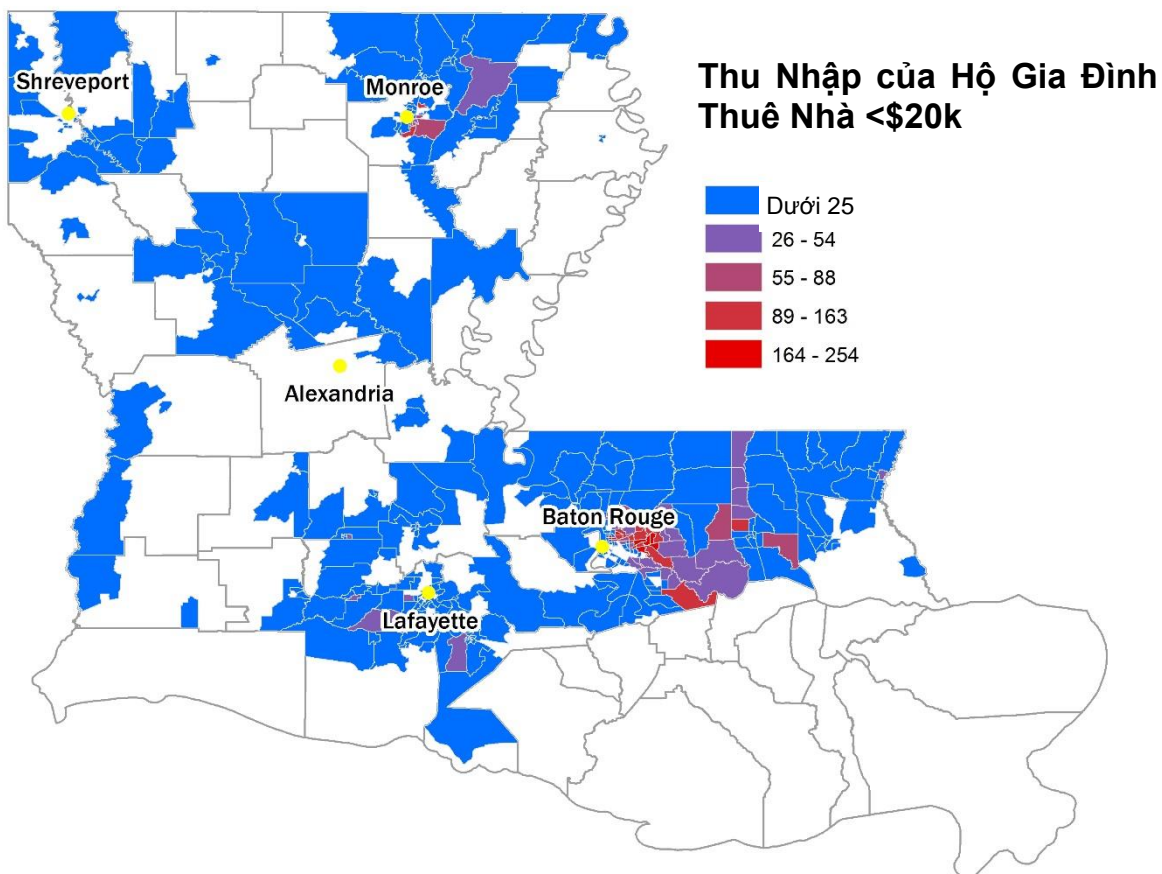 Thu Nhập của Hộ Gia Đình
Thuê Nhà <$20k
Dưới 25
26 - 54
55 - 88
89 - 163
164 - 254
Shreveport
Monroe
Alexandria
Baton Rouge
Lafayette